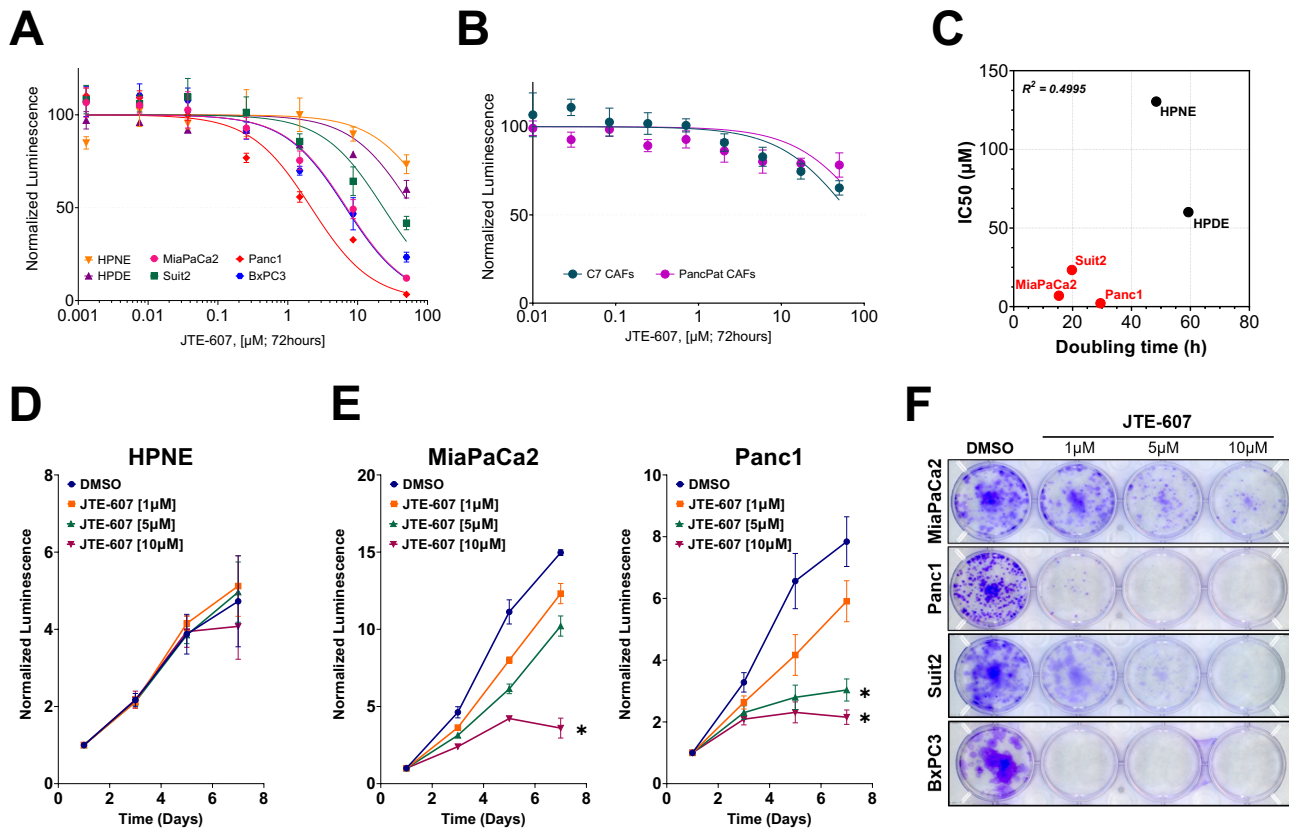 A
Normalized Luminescence
100
50
0
HPNE
HPDE
MiaPaCa2
Suit2
Panc1
BxPC3
0.001
0.01
0.1
1
10
100
JTE-607, [µM; 72hours]
B
Normalized Luminescence
100
50
0
C7 CAFs
PancPat CAFs
0.01
0.1
1
10
100
JTE-607, [µM; 72hours]
C
IC50 (µM)
150
100
50
0
R² = 0.4995
HPNE
HPDE
Suit2
MiaPaCa2
Panc1
0
20
40
60
80
Doubling time (h)
D
HPNE
Normalized Luminescence
10
8
6
4
2
0
DMSO
JTE-607 [1µM]
JTE-607 [5µM]
JTE-607 [10µM]
0
2
4
6
8
Time (Days)
E
MiaPaCa2
Normalized Luminescence
20
15
10
5
0
DMSO
JTE-607 [1µM]
JTE-607 [5µM]
JTE-607 [10µM]
*
0
2
4
6
8
Time (Days)
Panc1
Normalized Luminescence
10
8
6
4
2
0
DMSO
JTE-607 [1µM]
JTE-607 [5µM]
JTE-607 [10µM]
*
*
0
2
4
6
8
Time (Days)
F
JTE-607
DMSO
1µM
5µM
10µM
MiaPaCa2
Panc1
Suit2
BxPC3